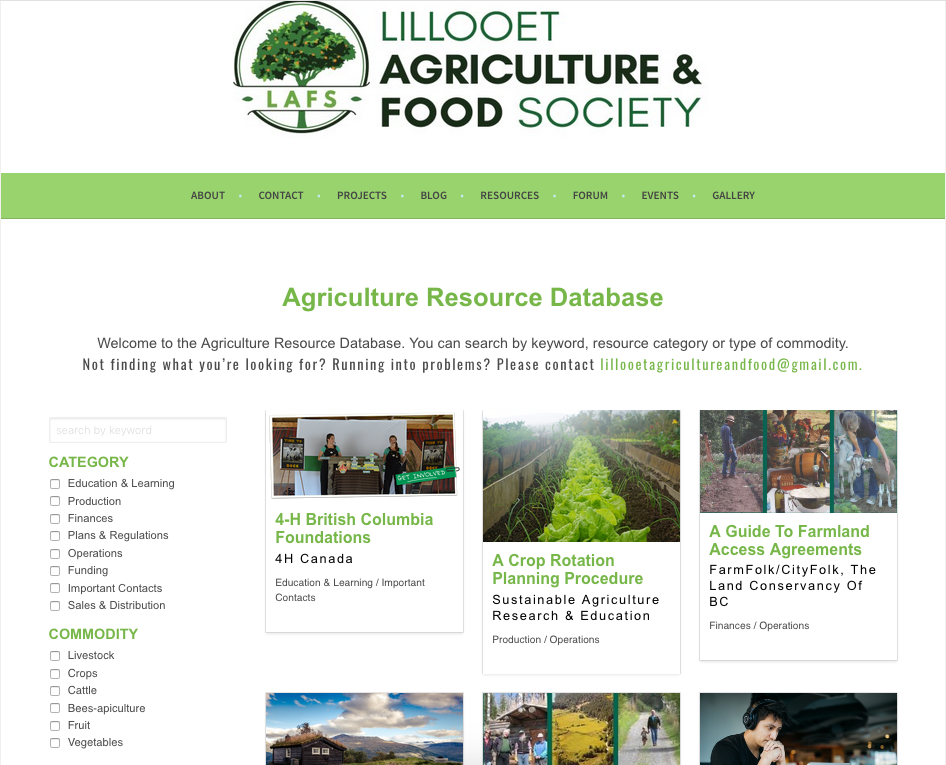 LAFS
LILLOOET
AGRICULTURE &
FOOD SOCIETY
ABOUT • CONTACT • PROJECTS • BLOG • RESOURCES • FORUM • EVENTS • GALLERY
Agriculture Resource Database
Welcome to the Agriculture Resource Database. You can search by keyword, resource category or type of commodity.
Not finding what you're looking for? Running into problems? Please contact lillooetagricultureandfood@gmail.com.
search by keyword
CATEGORY
Education & Learning
Production
Finances
Plans & Regulations
Operations
Funding
Important Contacts
Sales & Distribution
COMMODITY
Livestock
Crops
Cattle
Bees-apiculture
Fruit
Vegetables
GET INVOLVED
4-H British Columbia
Foundations
4H Canada
Education & Learning / Important
Contacts
A Crop Rotation
Planning Procedure
Sustainable Agriculture
Research & Education
Production / Operations
A Guide To Farmland
Access Agreements
FarmFolk/CityFolk, The
Land Conservancy Of
BC
Finances / Operations